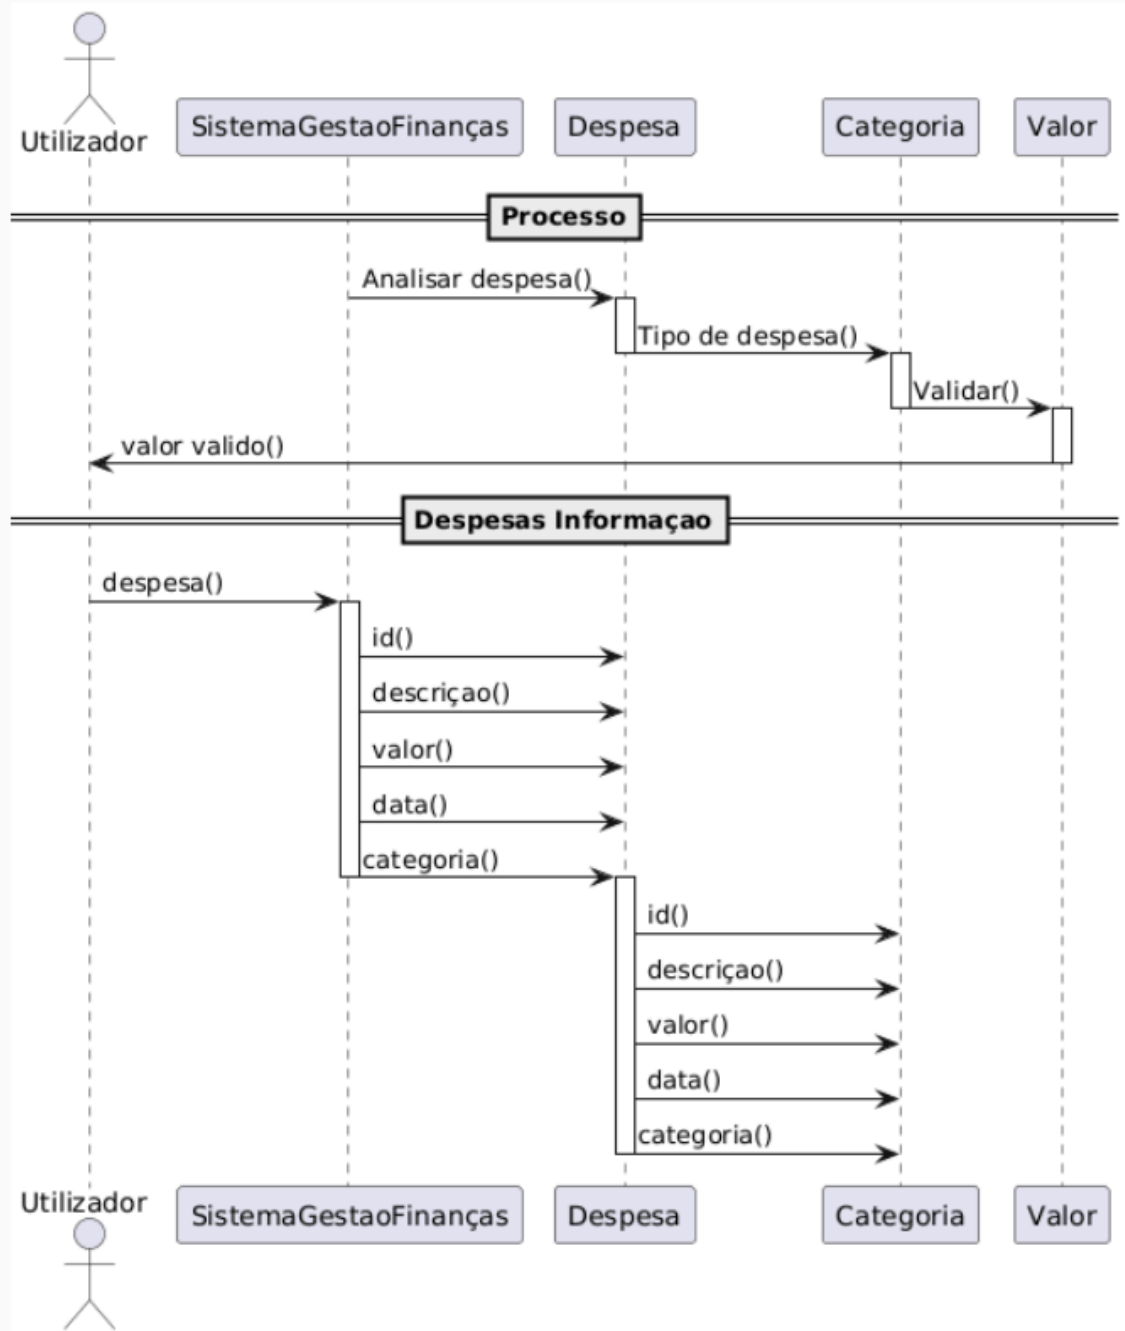 Utilizador
SistemaGestaoFinanças
Despesa
Categoria
Valor
Processo
Analisar despesa()
Tipo de despesa()
Validar()
valor valido()
Despesas Informaçao
despesa()
id()
descriçao()
valor()
data()
categoria()
id()
descriçao()
valor()
data()
categoria()
Utilizador
SistemaGestaoFinanças
Despesa
Categoria
Valor